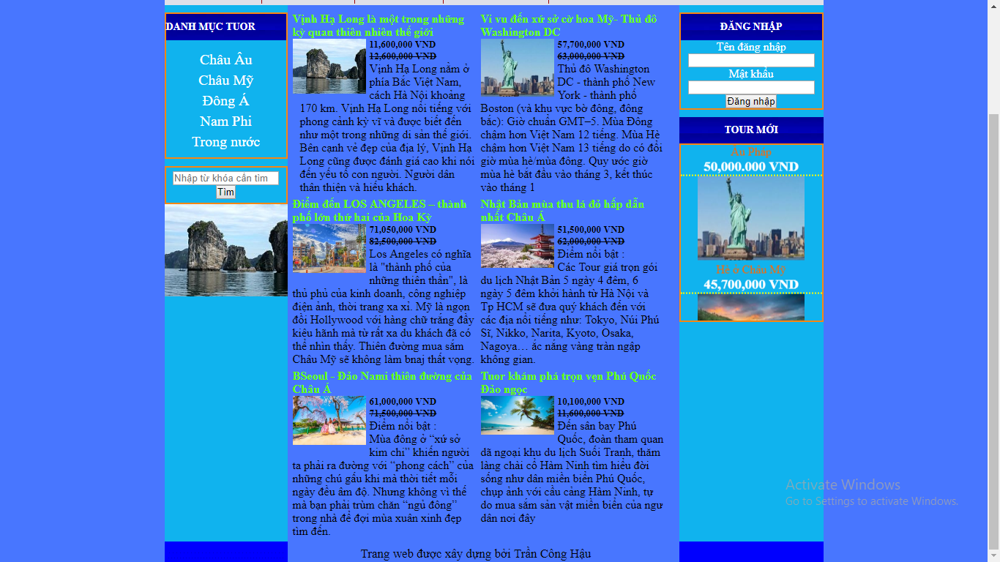 DANH MỤC TUOR
Châu Âu
Châu Mỹ
Đông Á
Nam Phi
Trong nước
Nhập từ khóa cần tìm
Tìm
Vịnh Hạ Long là một trong những
kỳ quan thiên nhiên thế giới
11,600,000 VND
12,600,000 VND
Vịnh Hạ Long nằm ở
phía Bắc Việt Nam,
cách Hà Nội khoảng
170 km. Vịnh Hạ Long nổi tiếng với
phong cảnh kỳ vĩ và được biết đến
như một trong những di sản thế giới.
Bên cạnh vẻ đẹp của địa lý, Vịnh Hạ
Long cũng được đánh giá cao khi nói
đến yếu tố con người. Người dân
thân thiện và hiếu khách.
Vi vu đến xứ sở cờ hoa Mỹ- Thủ đô
Washington DC
57,700,000 VND
63,000,000 VND
Thủ đô Washington
DC - thành phố New
York - thành phố
Boston (và khu vực bờ đông, đông
bắc): Giờ chuẩn GMT–5. Mùa Đông
chậm hơn Việt Nam 12 tiếng. Mùa Hè
chậm hơn Việt Nam 13 tiếng do có đổi
giờ mùa hè/mùa đông. Quy ước giờ
mùa hè bắt đầu vào tháng 3, kết thúc
vào tháng 1
Điểm đến LOS ANGELES – thành
phố lớn thứ hai của Hoa Kỳ
71,050,000 VND
82,500,000 VND
Los Angeles có nghĩa
là "thành phố của
những thiên thần", là
thủ phủ của kinh doanh, công nghiệp
điện ảnh, thời trang xa xỉ. Mỹ là ngọn
đồi Hollywood với hàng chữ trắng đầy
kiệu hãnh mà từ rất xa du khách đã có
thể nhìn thấy. Thiên đường mua sắm
Châu Mỹ sẽ không làm bnaj thất vọng.
Nhật Bản mùa thu lá đỏ hấp dẫn
nhất Châu Á
51,500,000 VND
62,000,000 VND
Điểm nổi bật :
Các Tour giá trọn gói
du lịch Nhật Bản 5 ngày 4 đêm, 6
ngày 5 đêm khởi hành từ Hà Nội và
Tp HCM sẽ đưa quý khách đến với
các địa nổi tiếng như: Tokyo, Núi Phú
Sĩ, Nikko, Narita, Kyoto, Osaka,
Nagoya… ắc nắng vàng tràn ngập
không gian.
BSeoul - Đảo Nami thiên đường của
Châu Á
61,000,000 VND
71,500,000 VND
Điểm nổi bật :
Mùa đông ở “xứ sở
kim chi” khiến người
ta phải ra đường với “phong cách” của
những chú gấu khi mà thời tiết mỗi
ngày đều âm độ. Nhưng không vì thế
mà bạn phải trùm chăn “ngủ đông”
trong nhà để đợi mùa xuân xinh đẹp
tìm đến.
Tuor khám phá trọn vẹn Phú Quốc
Đảo ngọc
10,100,000 VND
11,600,000 VND
Đến sân bay Phú
Quốc, đoàn tham quan
dã ngoại khu du lịch Suối Tranh, thăm
làng chài cổ Hàm Ninh tìm hiểu đời
sống như dân miền biển Phú Quốc,
chụp ảnh với cầu cảng Hàm Ninh, tự
do mua sắm sản vật miền biển của ngư
dân nơi đây
ĐĂNG NHẬP
Tên đăng nhập
Mật khẩu
Đăng nhập
TOUR MỚI
Âu Pháp
50,000.000 VND
Hè ở Châu Mỹ
45,700,000 VND
Activate Windows
Go to Settings to activate Windows.
Trang web được xây dựng bởi Trần Công Hậu